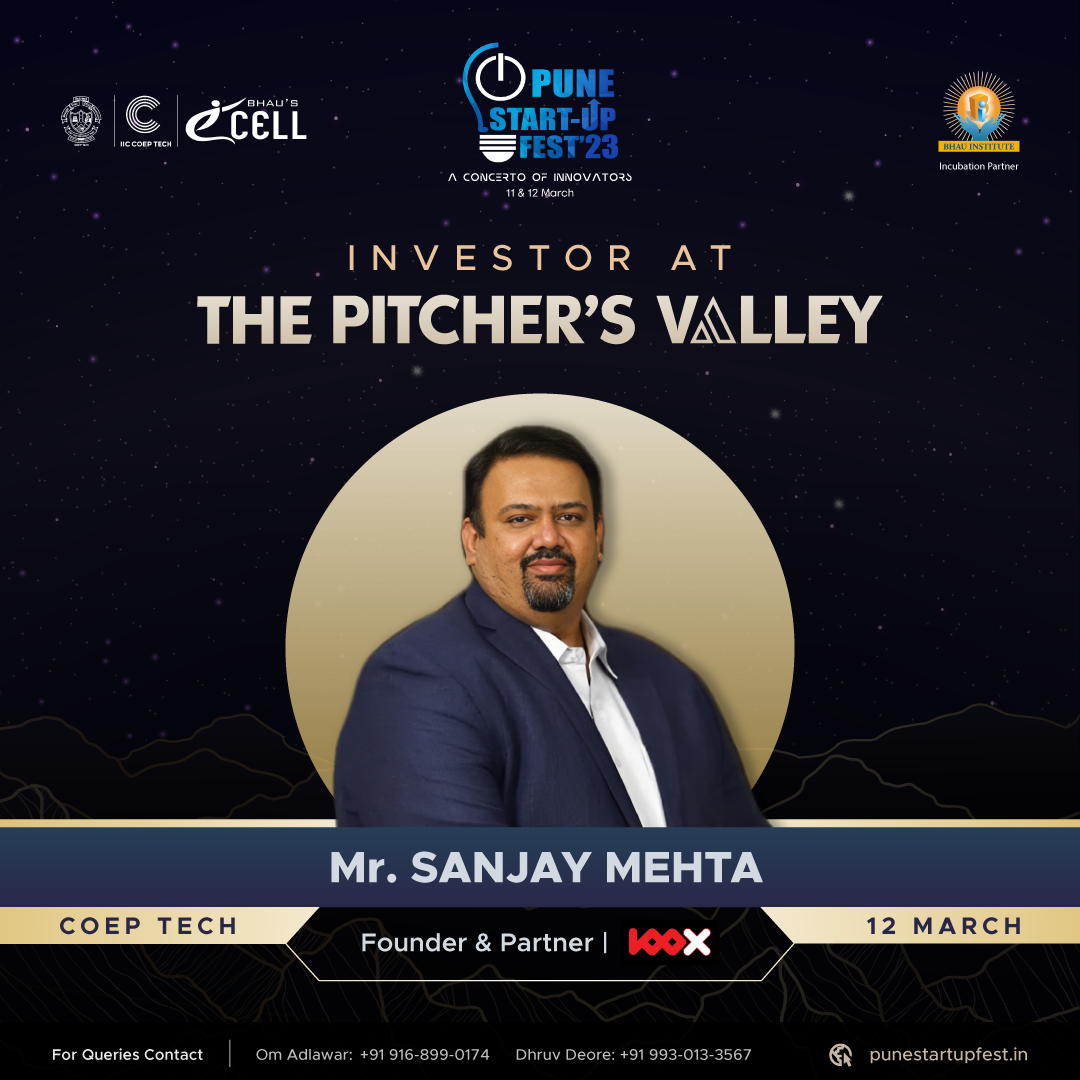 IIC COEP TECH
BHAU'S
eCELL
PUNE
START-UP
FEST'23
A CONCERTO OF INNOVATORS
11 & 12 March
BHAU INSTITUTE
Incubation Partner
INVESTOR AT
THE PITCHER'S VALLEY
Mr. SANJAY MEHTA
COEP TECH
Founder & Partner | 100X
12 MARCH
For Queries Contact
Om Adlawar: +91 916-899-0174
Dhruv Deore: +91 993-013-3567
punestartupfest.in